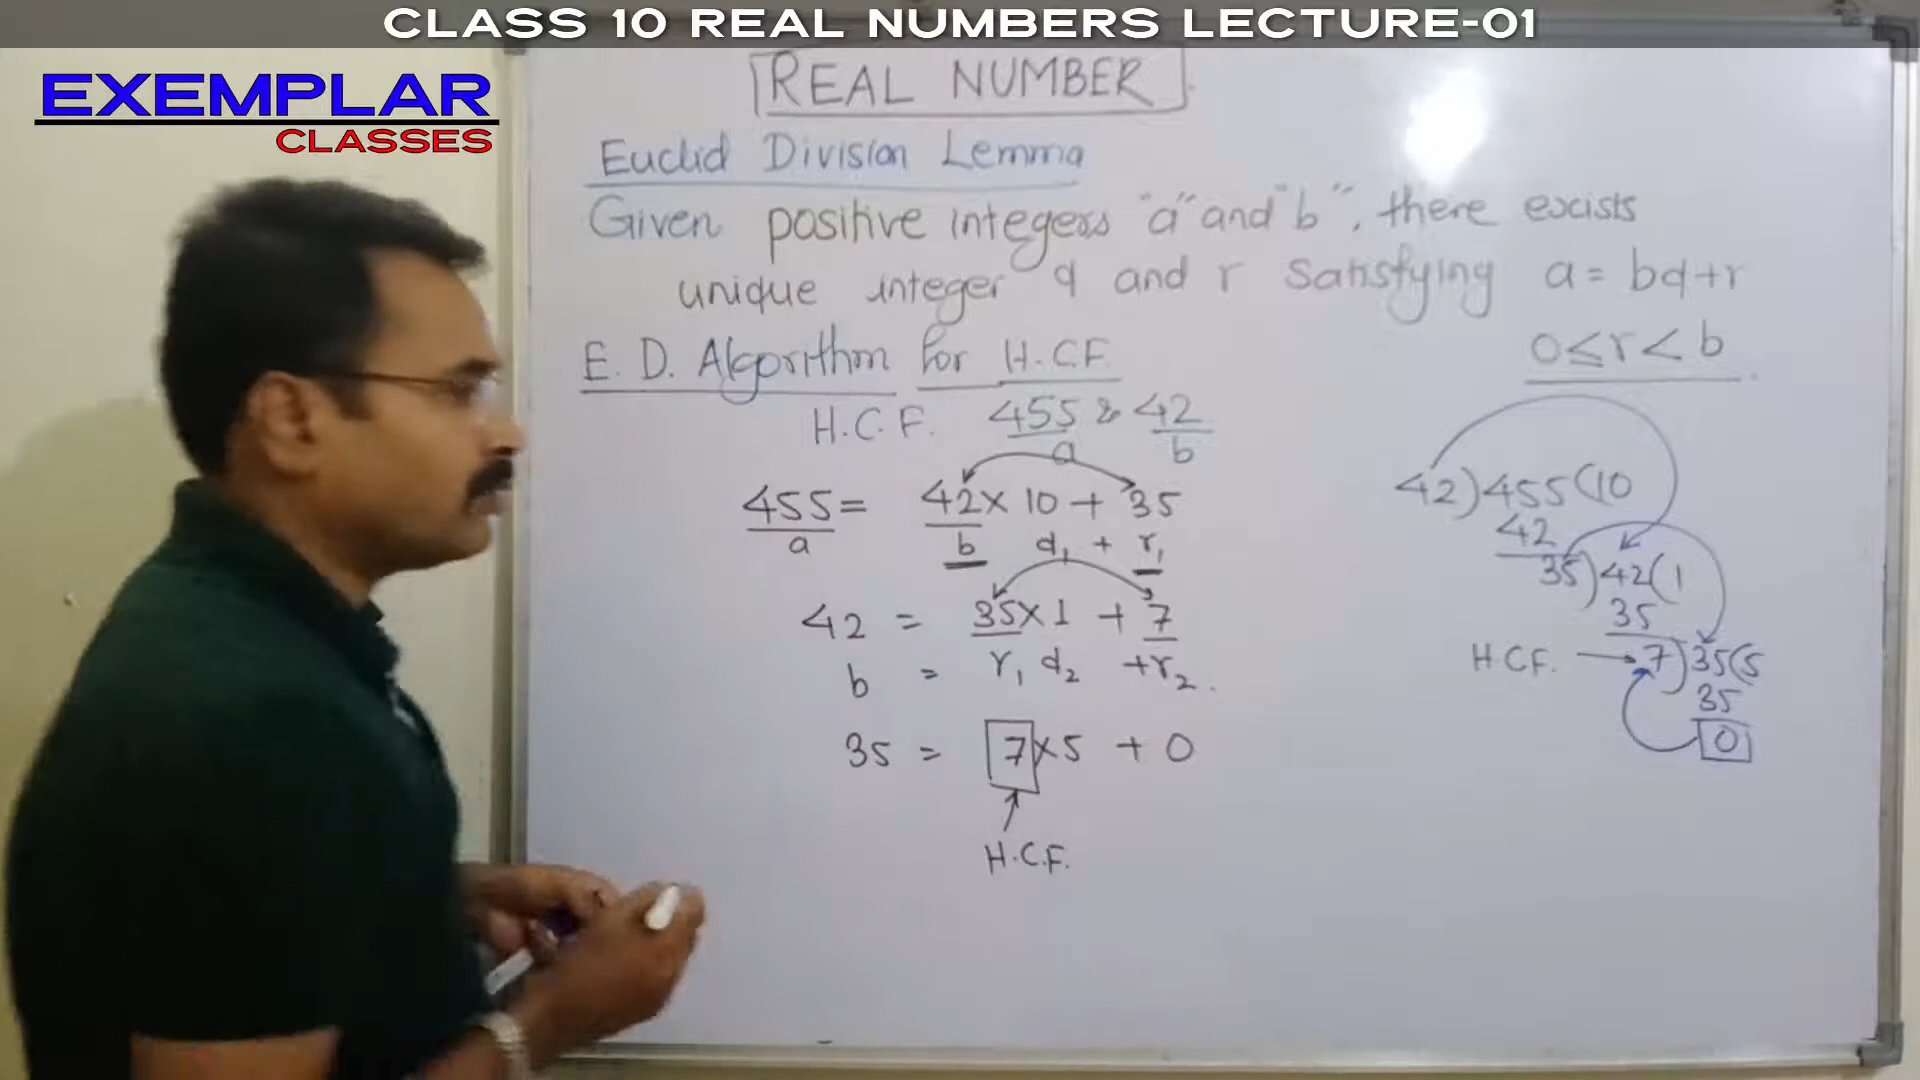 CLASS 10 REAL NUMBERS LECTURE-01
EXEMPLAR
CLASSES
REAL NUMBER
Euclid Division Lemma
Given positive integers "a" and "b", there exists
unique integer q and r satisfying a = bq+r
0≤r<b
E. D. Algorithm for H.C.F.
H.C.F. 455 & 42
a b
455 = 42 × 10 + 35
a b d₁ + r₁
42 = 35×1 + 7
b = r₁ d₂ + r₂.
35 = 7×5 + 0
H.C.F.
42)455(10
42
35)42(1
35
H.C.F. → 7)35(5
35
0